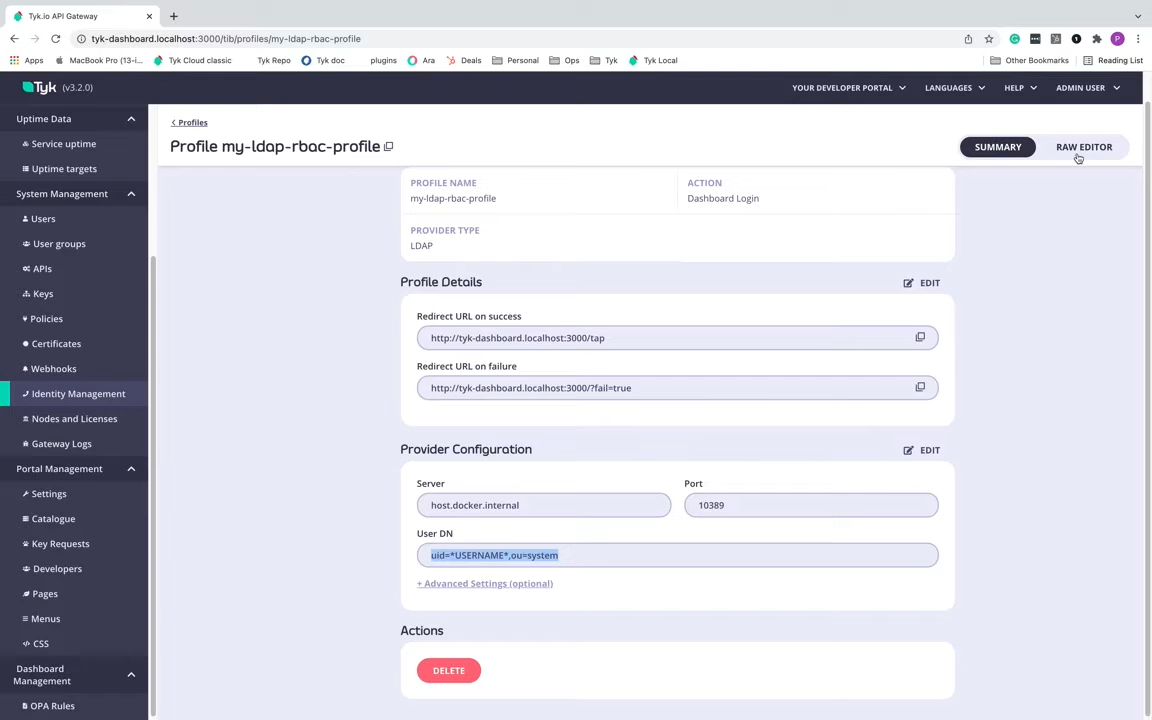 Tyk.io API Gateway
tyk-dashboard.localhost:3000/tib/profiles/my-ldap-rbac-profile
Apps MacBook Pro (13-i... Tyk Cloud classic Tyk Repo Tyk doc plugins Ara Deals Personal Ops Tyk Tyk Local Other Bookmarks Reading List
Tyk (v3.2.0)
YOUR DEVELOPER PORTAL LANGUAGES HELP ADMIN USER
Uptime Data
Service uptime
Uptime targets
System Management
Users
User groups
APIs
Keys
Policies
Certificates
Webhooks
Identity Management
Nodes and Licenses
Gateway Logs
Portal Management
Settings
Catalogue
Key Requests
Developers
Pages
Menus
CSS
Dashboard
Management
OPA Rules
< Profiles
Profile my-ldap-rbac-profile
SUMMARY RAW EDITOR
PROFILE NAME
my-ldap-rbac-profile
ACTION
Dashboard Login
PROVIDER TYPE
LDAP
Profile Details EDIT
Redirect URL on success
http://tyk-dashboard.localhost:3000/tap
Redirect URL on failure
http://tyk-dashboard.localhost:3000/?fail=true
Provider Configuration EDIT
Server
host.docker.internal
Port
10389
User DN
uid=*USERNAME*,ou=system
+ Advanced Settings (optional)
Actions
DELETE